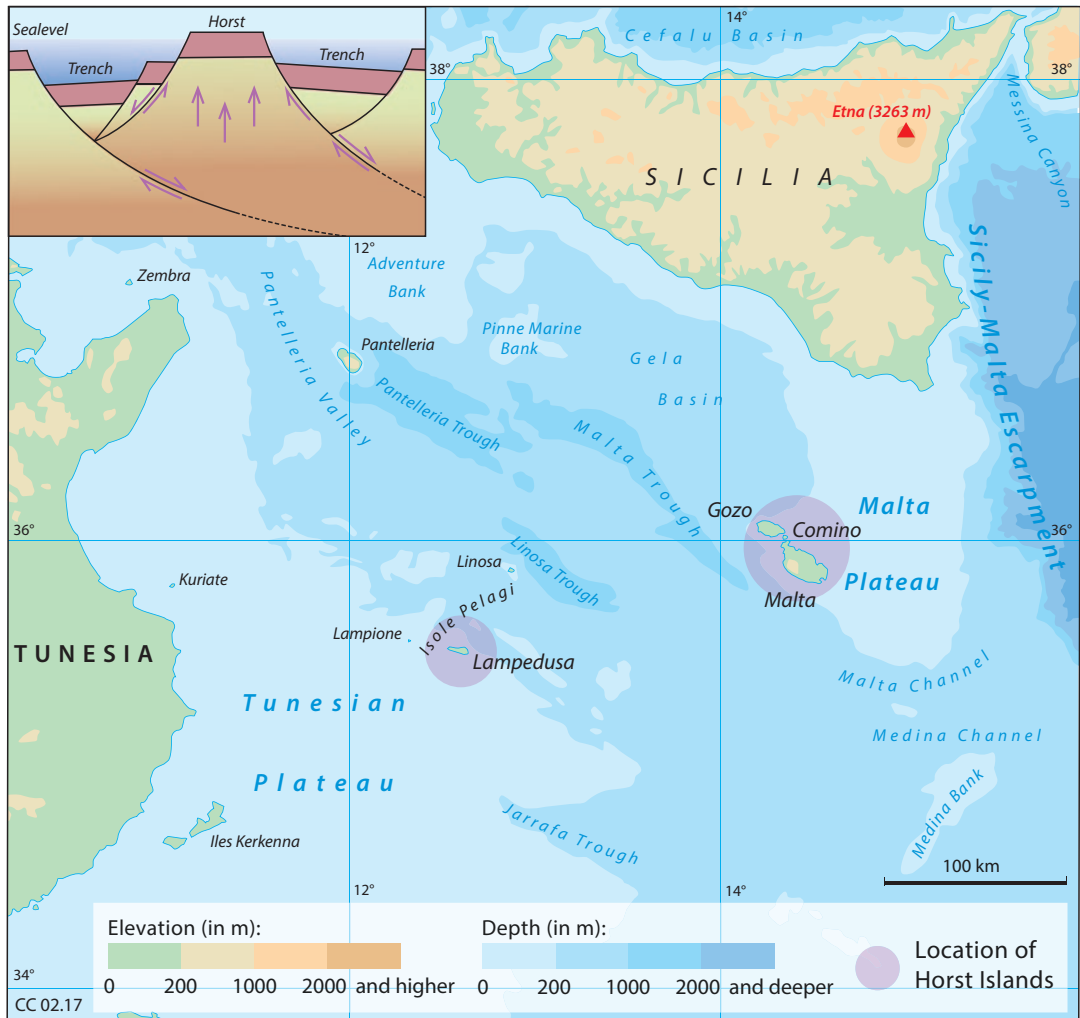 Sealevel
Horst
Trench
Trench
14°
Cefalu Basin
38°
38°
Messina Canyon
Etna (3263 m)
SICILIA
Sicily-Malta Escarpment
12°
Zembra
Adventure
Bank
Pantelleria Valley
Pantelleria
Pinne Marine
Bank
Gela
Basin
Pantelleria Trough
Malta Trough
Gozo
Malta
Comino
36°
36°
Linosa
Linosa Trough
Plateau
Kuriate
Malta
Isole Pelagi
Lampione
Lampedusa
TUNESIA
Malta Channel
Tunesian
Medina Channel
Plateau
Medina Bank
Jarrafa Trough
Iles Kerkenna
100 km
12°
14°
Elevation (in m):
0 200 1000 2000 and higher
Depth (in m):
0 200 1000 2000 and deeper
Location of
Horst Islands
34°
CC 02.17